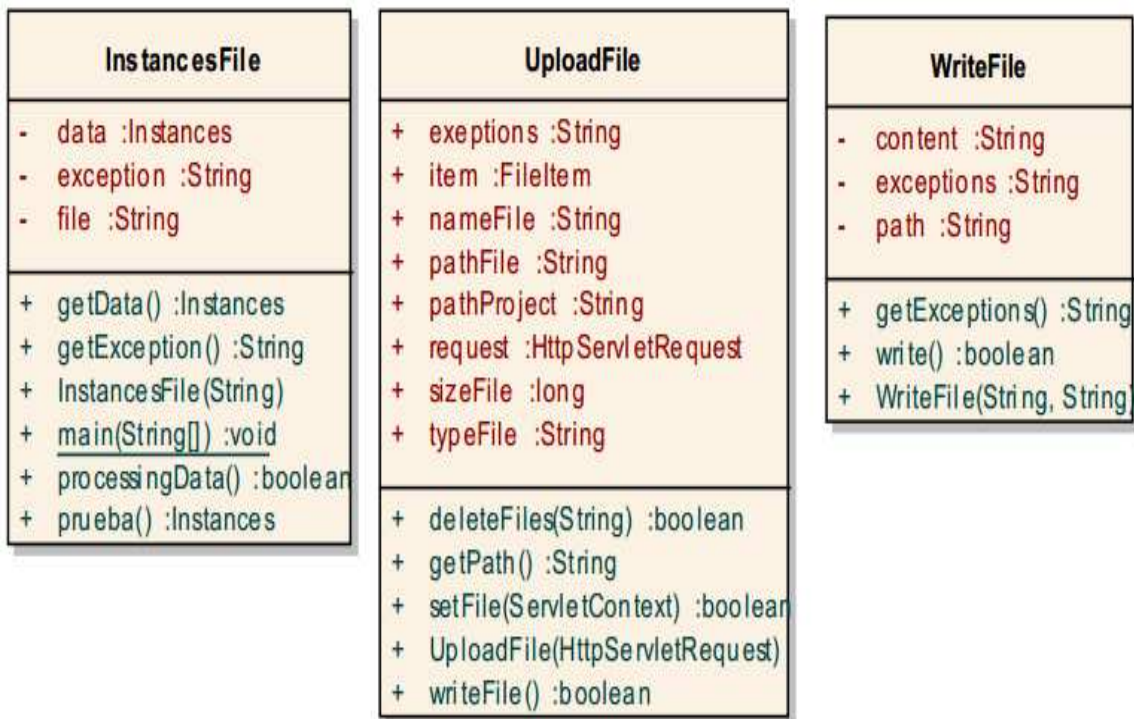 InstancesFile
- data :Instances
- exception :String
- file :String
+ getData() :Instances
+ getException() :String
+ InstancesFile(String)
+ main(String[]) :void
+ processingData() :boolean
+ prueba() :Instances
UploadFile
+ exeptions :String
+ item :FileItem
+ nameFile :String
+ pathFile :String
+ pathProject :String
+ request :HttpServletRequest
+ sizeFile :long
+ typeFile :String
+ deleteFiles(String) :boolean
+ getPath() :String
+ setFile(ServletContext) :boolean
+ UploadFile(HttpServletRequest)
+ writeFile() :boolean
WriteFile
- content :String
- exceptions :String
- path :String
+ getExceptions() :String
+ write() :boolean
+ WriteFile(String, String)